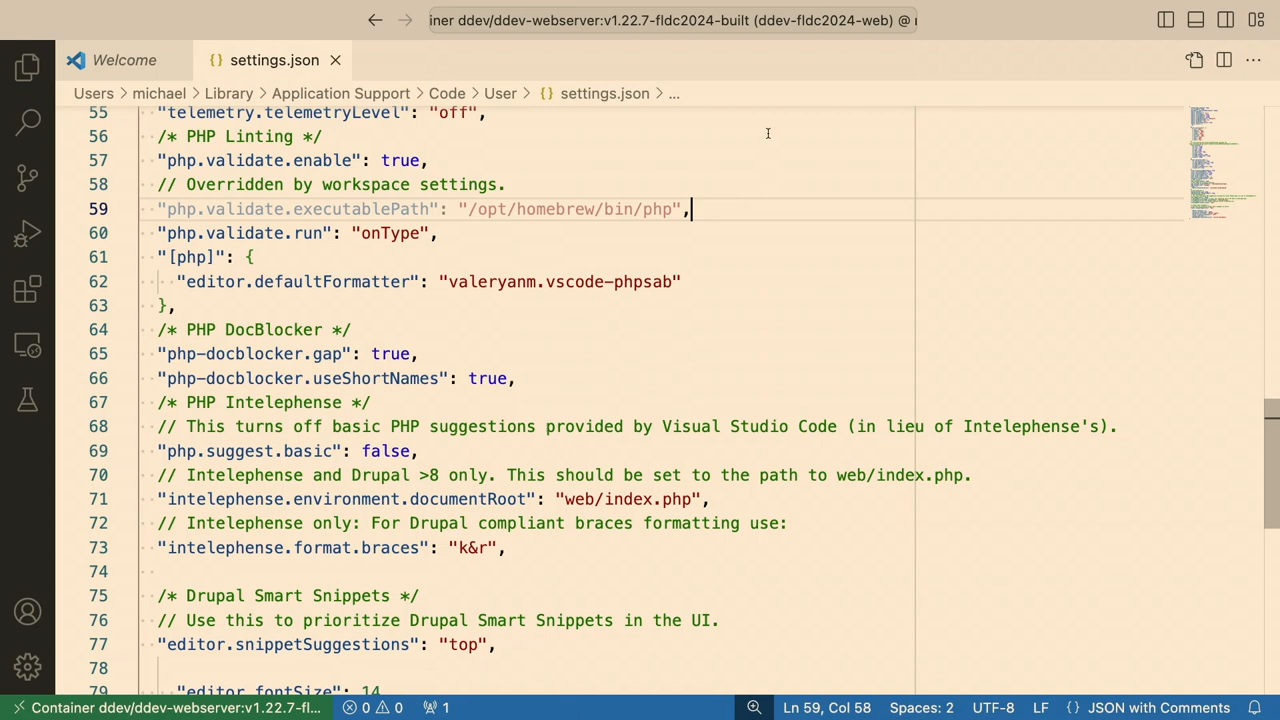 iner ddev/ddev-webserver:v1.22.7-fldc2024-built (ddev-fldc2024-web) @ r
Welcome
{} settings.json
Users > michael > Library > Application Support > Code > User > {} settings.json > ...
55 "telemetry.telemetryLevel": "off",
56 /* PHP Linting */
57 "php.validate.enable": true,
58 // Overridden by workspace settings.
59 "php.validate.executablePath": "/opt/homebrew/bin/php",
60 "php.validate.run": "onType",
61 "[php]": {
62 "editor.defaultFormatter": "valeryanm.vscode-phpsab"
63 },
64 /* PHP DocBlocker */
65 "php-docblocker.gap": true,
66 "php-docblocker.useShortNames": true,
67 /* PHP Intelephense */
68 // This turns off basic PHP suggestions provided by Visual Studio Code (in lieu of Intelephense's).
69 "php.suggest.basic": false,
70 // Intelephense and Drupal >8 only. This should be set to the path to web/index.php.
71 "intelephense.environment.documentRoot": "web/index.php",
72 // Intelephense only: For Drupal compliant braces formatting use:
73 "intelephense.format.braces": "k&r",
74
75 /* Drupal Smart Snippets */
76 // Use this to prioritize Drupal Smart Snippets in the UI.
77 "editor.snippetSuggestions": "top",
78
79 "editor.fontSize": 14
Container ddev/ddev-webserver:v1.22.7-fl... 0 0 1 Ln 59, Col 58 Spaces: 2 UTF-8 LF {} JSON with Comments